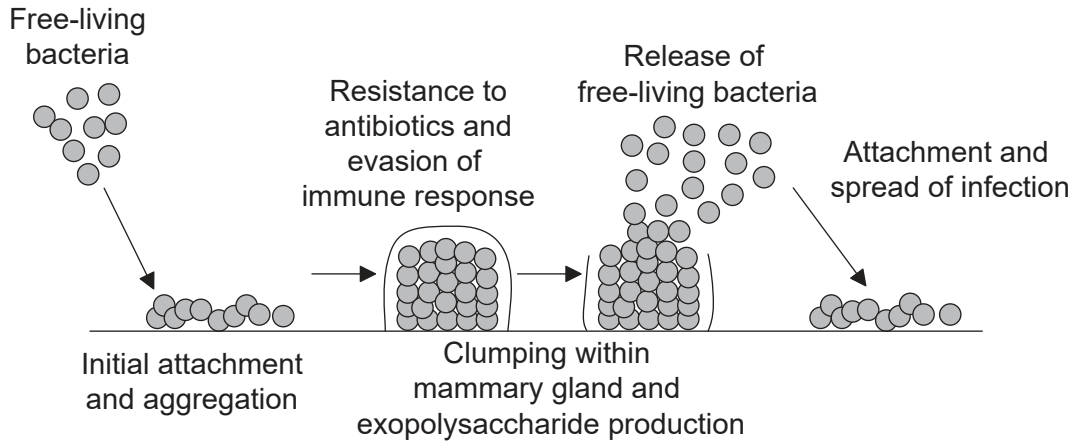 Free-living
bacteria
Initial attachment
and aggregation
Resistance to
antibiotics and
evasion of
immune response
Clumping within
mammary gland and
exopolysaccharide production
Release of
free-living bacteria
Attachment and
spread of infection